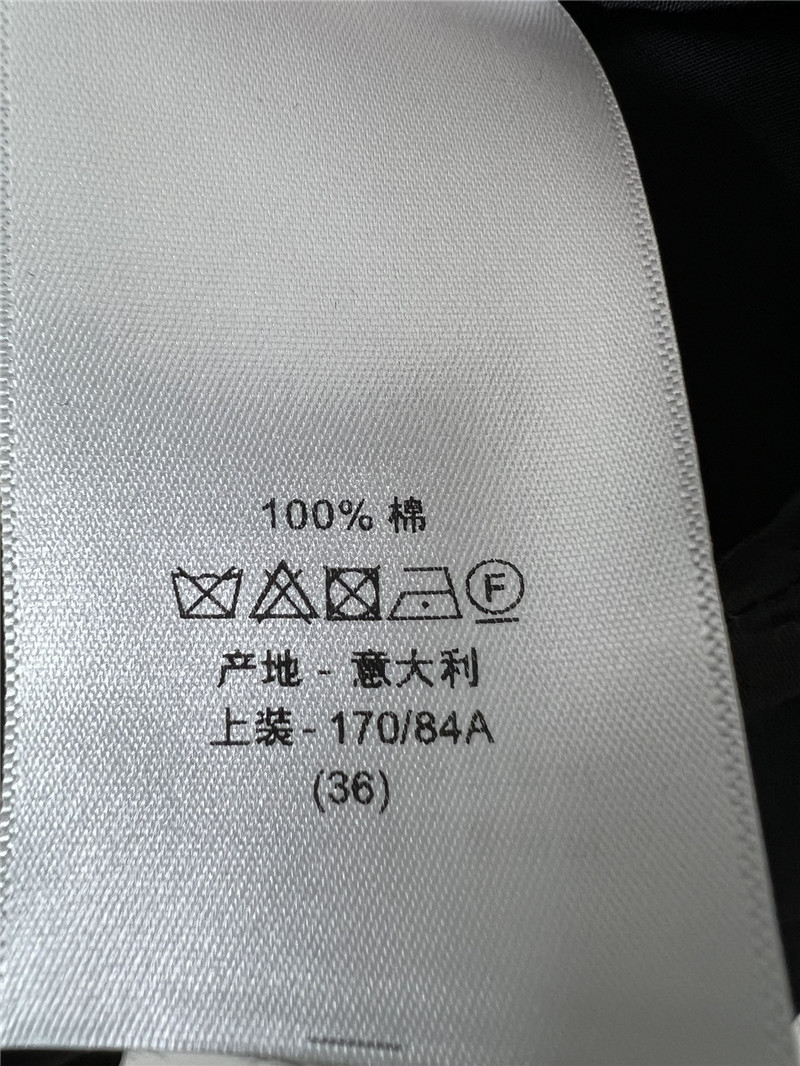 100% 棉
F
产地 - 意大利
上装 - 170/84A
(36)